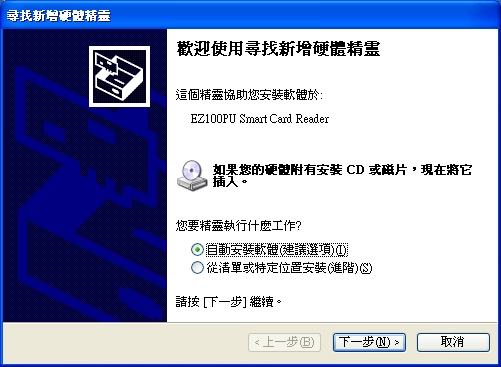 尋找新增硬體精靈
歡迎使用尋找新增硬體精靈
這個精靈協助您安裝軟體於:
EZ100PU Smart Card Reader
如果您的硬體附有安裝 CD 或磁片，現在將它
插入。
您要精靈執行什麼工作?
自動安裝軟體(建議選項)(I)
從清單或特定位置安裝(進階)(S)
請按 [下一步] 繼續。
< 上一步(B)
下一步(N) >
取消